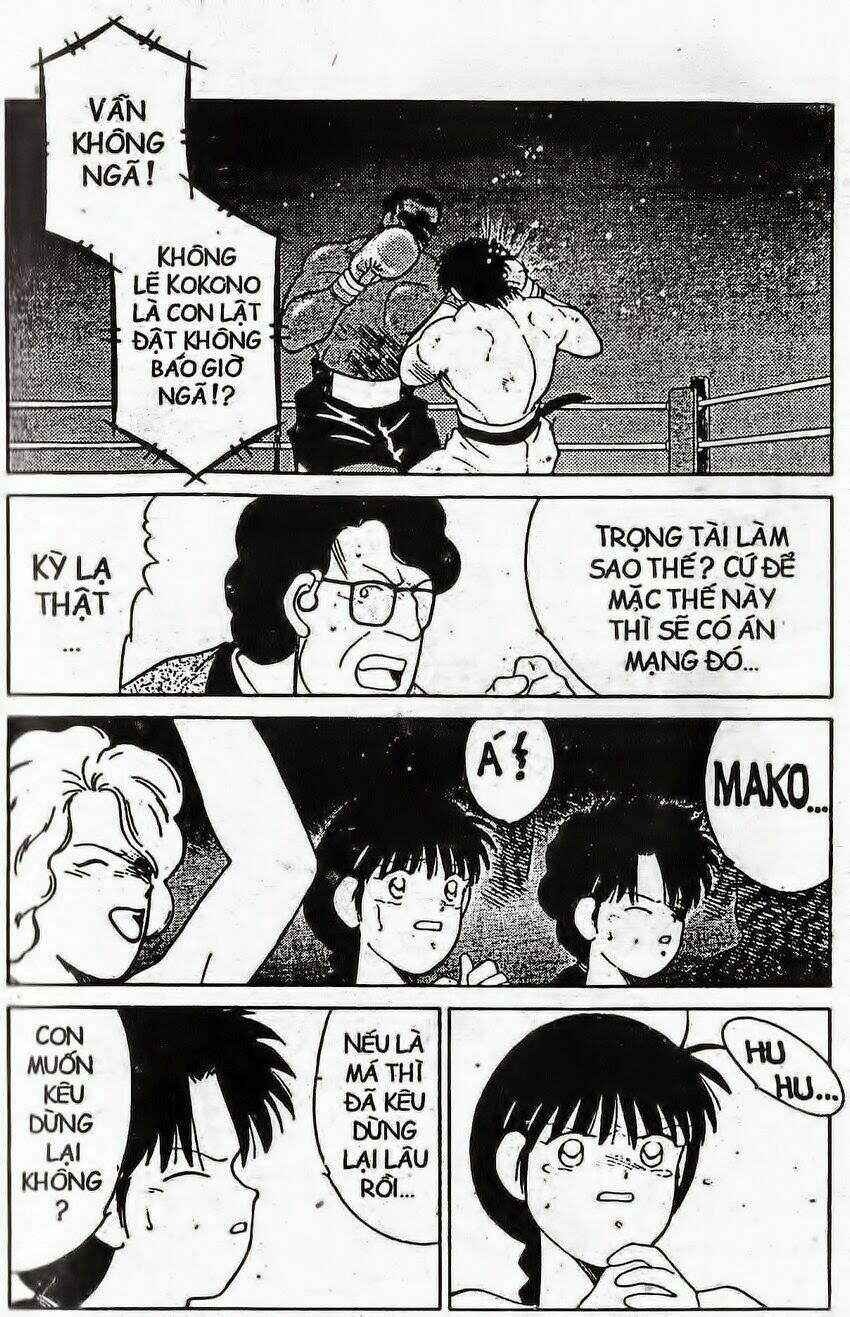 VẪN
KHÔNG
NGÃ!
KHÔNG
LẼ KOKONO
LÀ CON LẬT
ĐẬT KHÔNG
BAO GIỜ
NGÃ!?
TRỌNG TÀI LÀM
SAO THẾ? CỨ ĐỂ
MẶC THẾ NÀY
THÌ SẼ CÓ ÁN
MẠNG ĐÓ...
KỲ LẠ
THẬT
...
MAKO...
Á!
NẾU LÀ
MÁ THÌ
ĐÃ KÊU
DỪNG
LẠI LÂU
RỒI...
CON
MUỐN
KÊU
DỪNG
LẠI
KHÔNG
?
HU
HU...